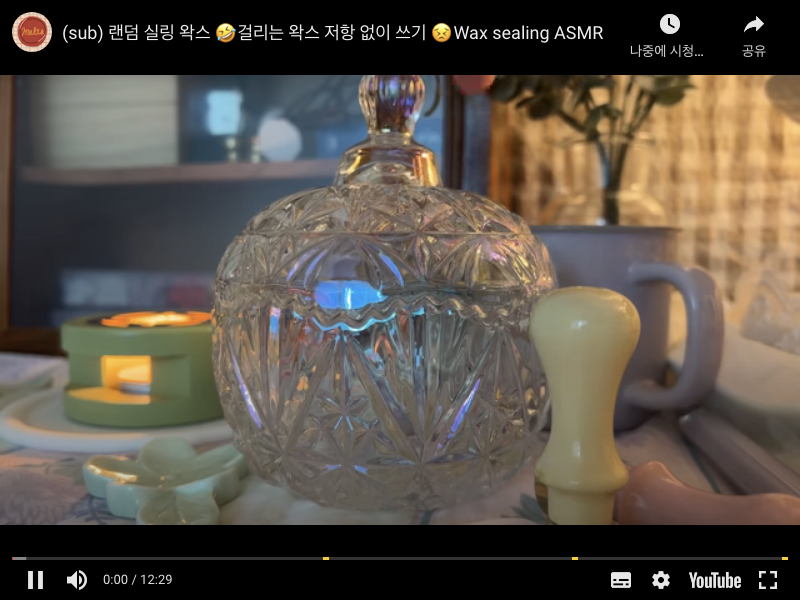 (sub) 랜덤 실링 왁스 🤣걸리는 왁스 저항 없이 쓰기 😣Wax sealing ASMR
나중에 시청...
공유
0:00 / 12:29
YouTube